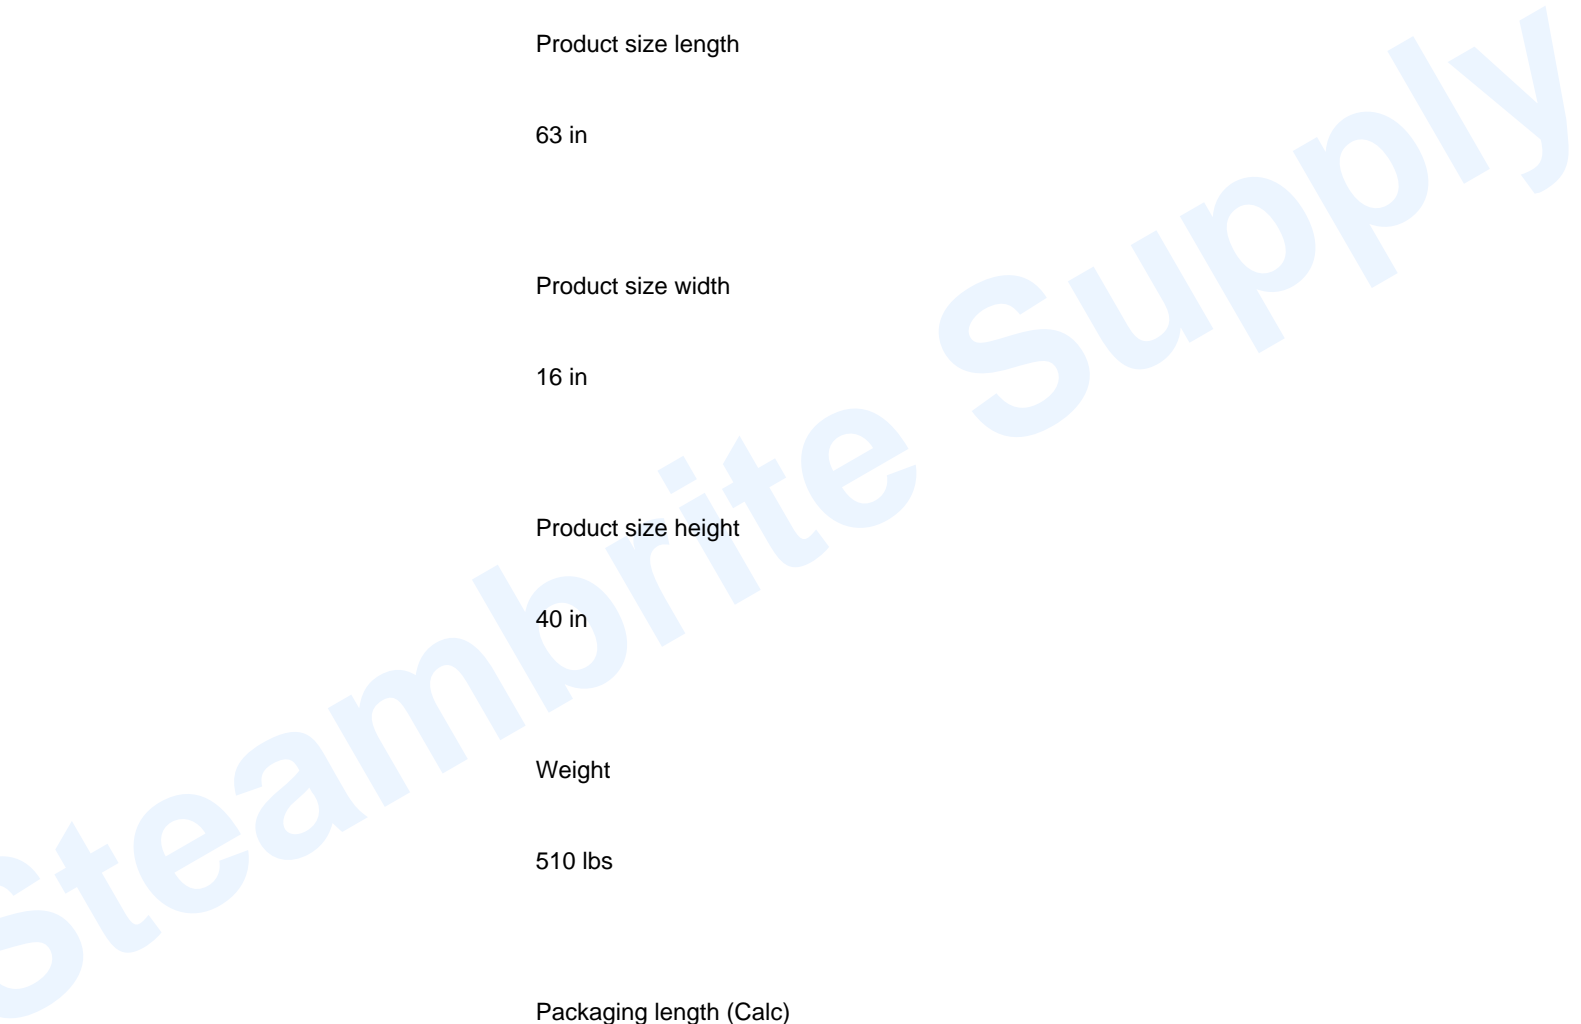 Product size length
63 in
Product size width
16 in
Product size height
40 in
Weight
510 lbs
Packaging length (Calc)
Steambrite Supply